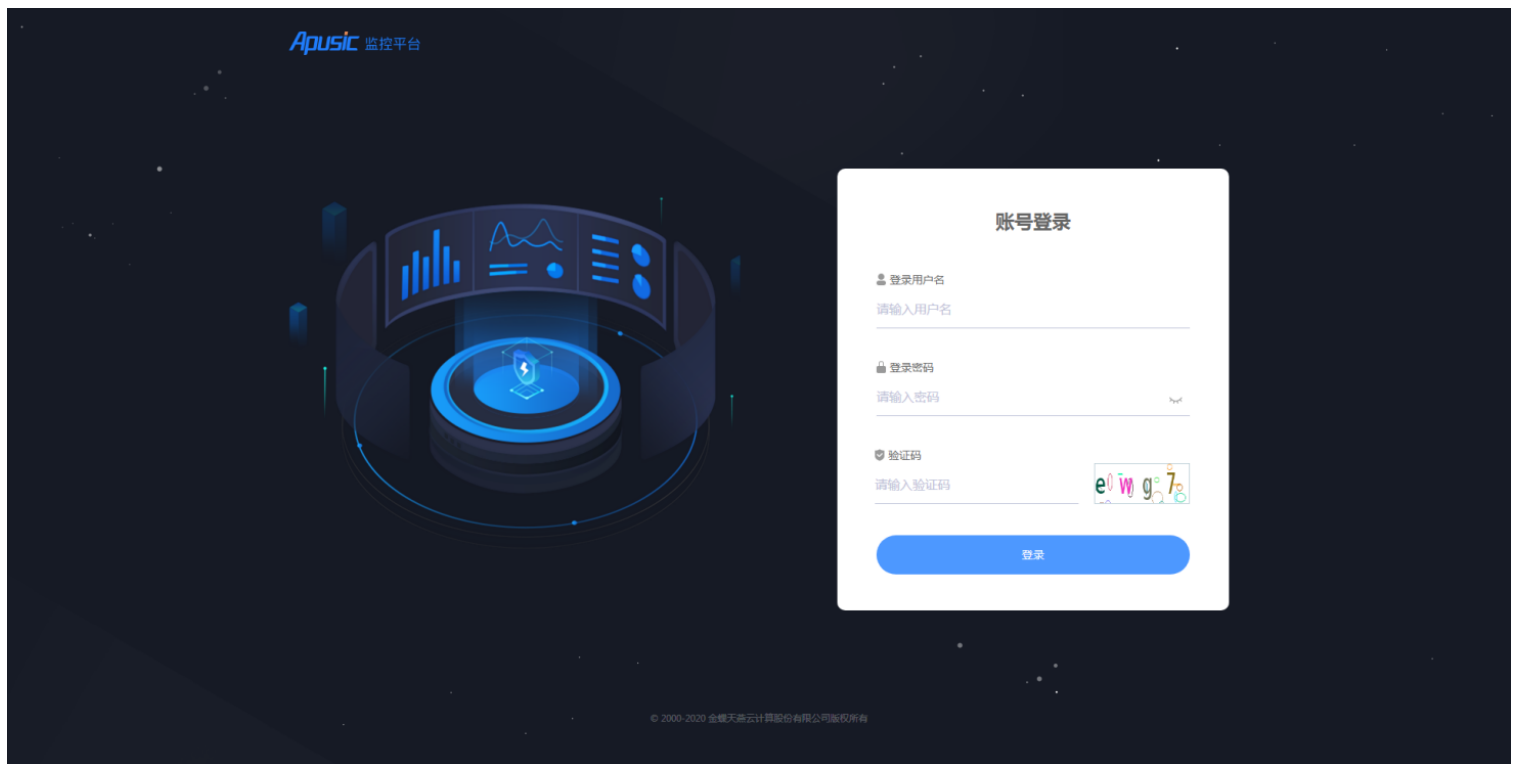 Apusic 监控平台
账号登录
登录用户名
请输入用户名
登录密码
请输入密码
验证码
请输入验证码
e w g 7
登录
© 2000-2020 金蝶天燕云计算股份有限公司版权所有